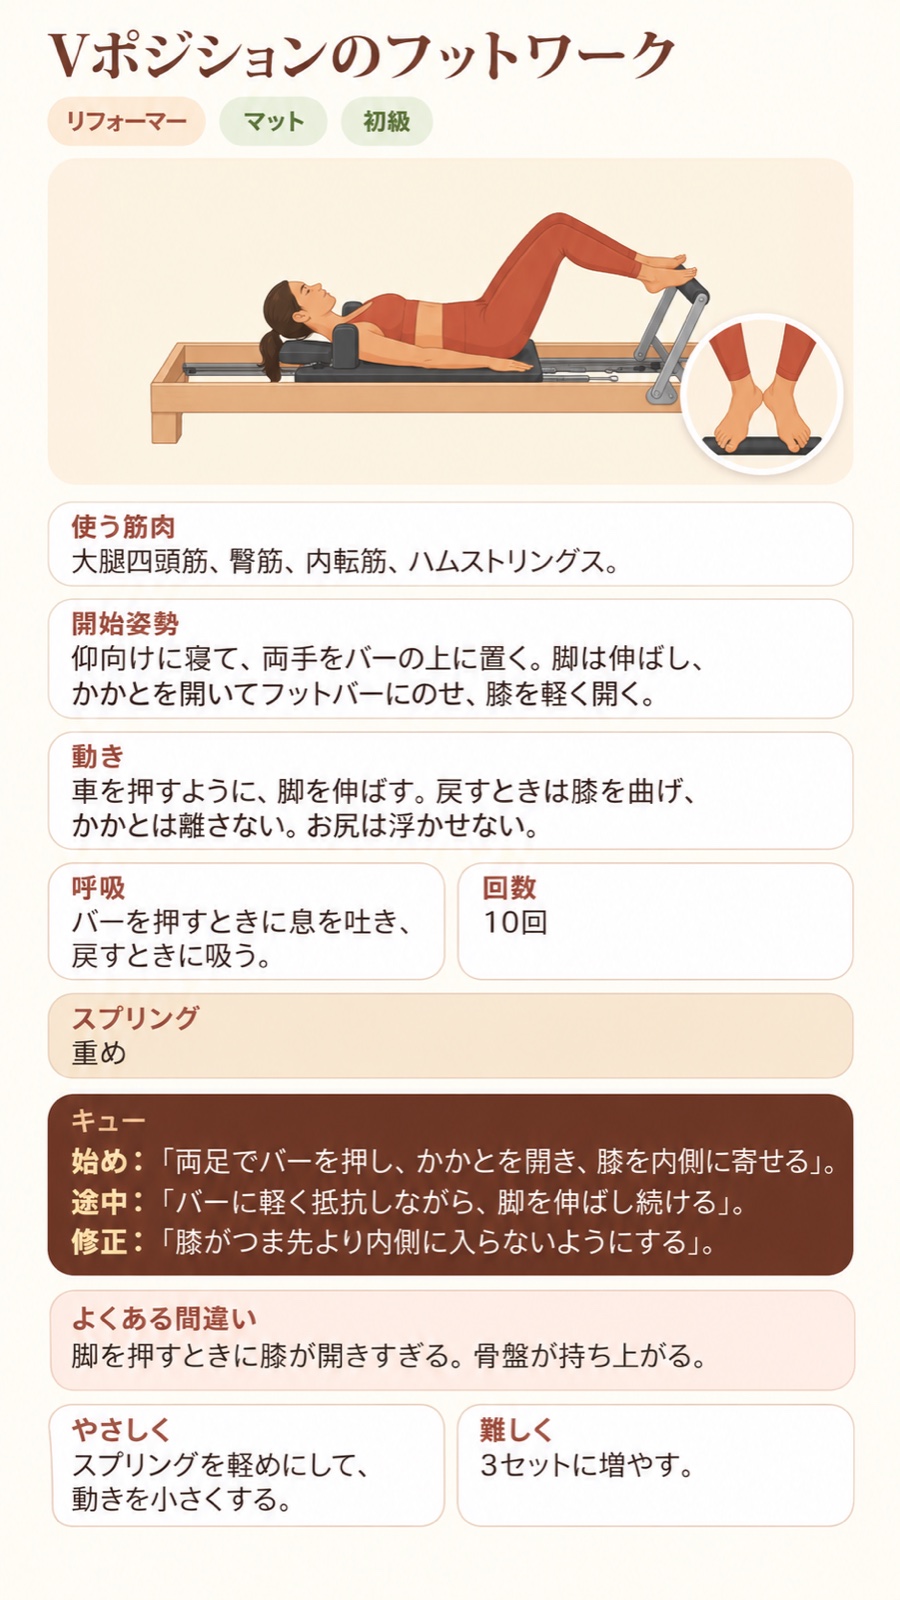 Vポジションのフットワーク
リフォーマー
マット
初級
使う筋肉
大腿四頭筋、臀筋、内転筋、ハムストリングス。
開始姿勢
仰向けに寝て、両手をバーの上に置く。脚は伸ばし、
かかとを開いてフットバーにのせ、膝を軽く開く。
動き
車を押すように、脚を伸ばす。戻すときは膝を曲げ、
かかとは離さない。お尻は浮かせない。
呼吸
バーを押すときに息を吐き、
戻すときに吸う。
回数
10回
スプリング
重め
キュー
始め：「両足でバーを押し、かかとを開き、膝を内側に寄せる」。
途中：「バーに軽く抵抗しながら、脚を伸ばし続ける」。
修正：「膝がつま先より内側に入らないようにする」。
よくある間違い
脚を押すときに膝が開きすぎる。骨盤が持ち上がる。
やさしく
スプリングを軽めにして、
動きを小さくする。
難しく
3セットに増やす。